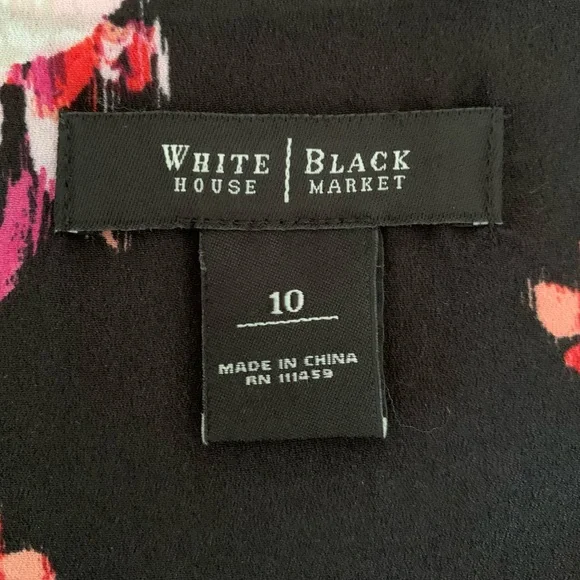 WHITE | BLACK
HOUSE | MARKET
10
MADE IN CHINA
RN 111459